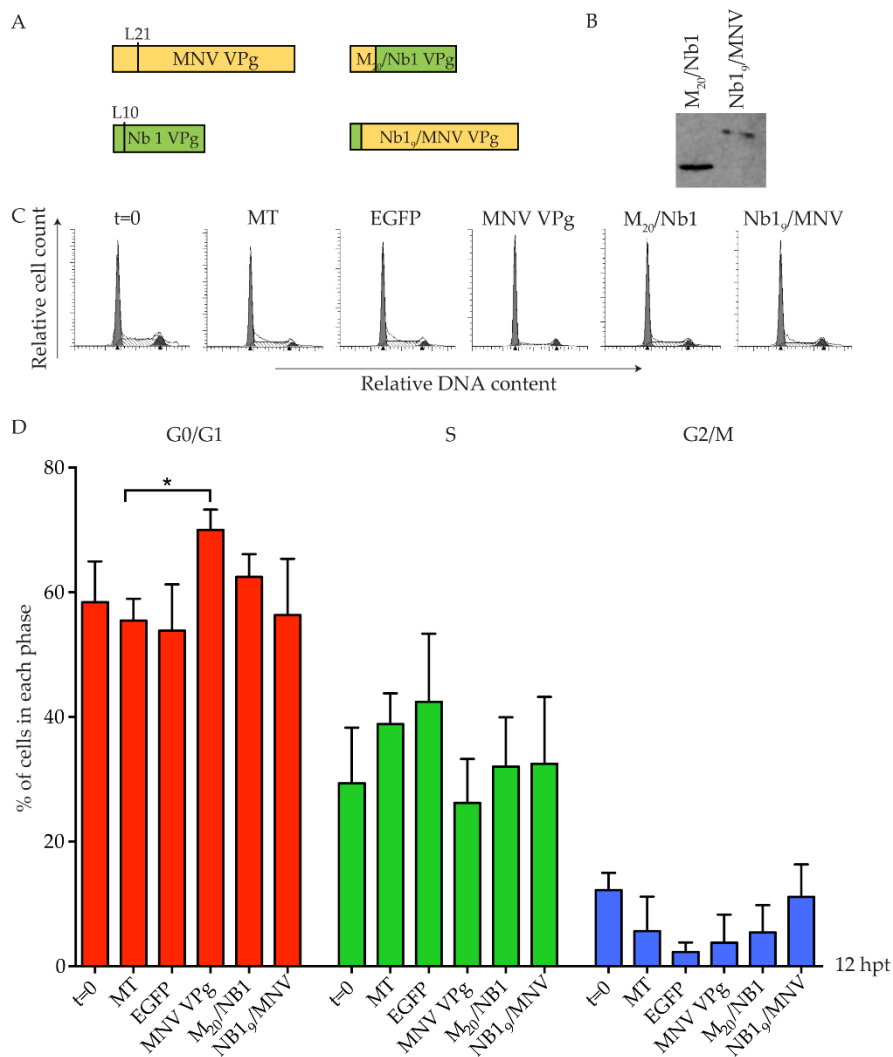 A
L21
MNV VPg
M₂₀/Nb1 VPg
L10
Nb 1 VPg
Nb1₉/MNV VPg
B
M₂₀/Nb1
Nb1₉/MNV
C
Relative cell count
t=0
MT
EGFP
MNV VPg
M₂₀/Nb1
Nb1₉/MNV
Relative DNA content
D
G0/G1
S
G2/M
% of cells in each phase
80
60
40
20
0
*
t=0
MT
EGFP
MNV VPg
M₂₀/NB1
NB1₉/MNV
t=0
MT
EGFP
MNV VPg
M₂₀/NB1
NB1₉/MNV
t=0
MT
EGFP
MNV VPg
M₂₀/NB1
NB1₉/MNV
12 hpt